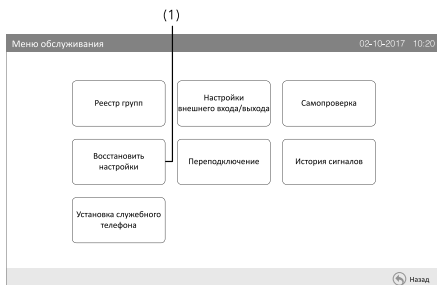 (1)
Меню обслуживания 02-10-2017 10:20
Реестр групп
Настройки
внешнего входа/выхода
Самопроверка
Восстановить
настройки
Переподключение
История сигналов
Установка служебного
телефона
Назад